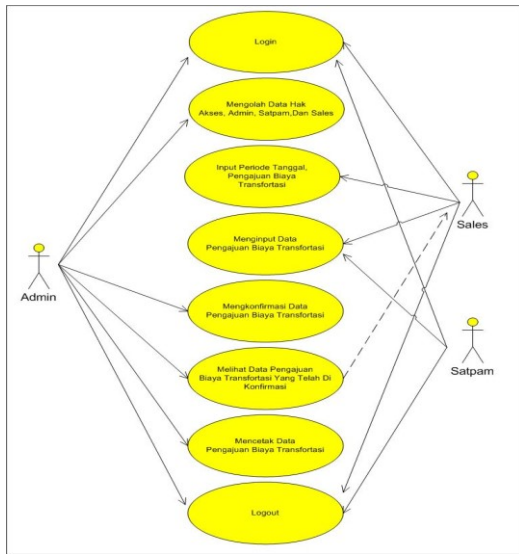 Login
Mengolah Data Hak
Akses, Admin, Satpam,Dan Sales
Input Periode Tanggal,
Pengajuan Biaya
Transfortasi
Sales
Menginput Data
Pengajuan Biaya Transfortasi
Admin
Mengkonfirmasi Data
Pengajuan Biaya Transfortasi
Satpam
Melihat Data Pengajuan
Biaya Transfortasi Yang Telah Di
Konfirmasi
Mencetak Data
Pengajuan Biaya Transfortasi
Logout